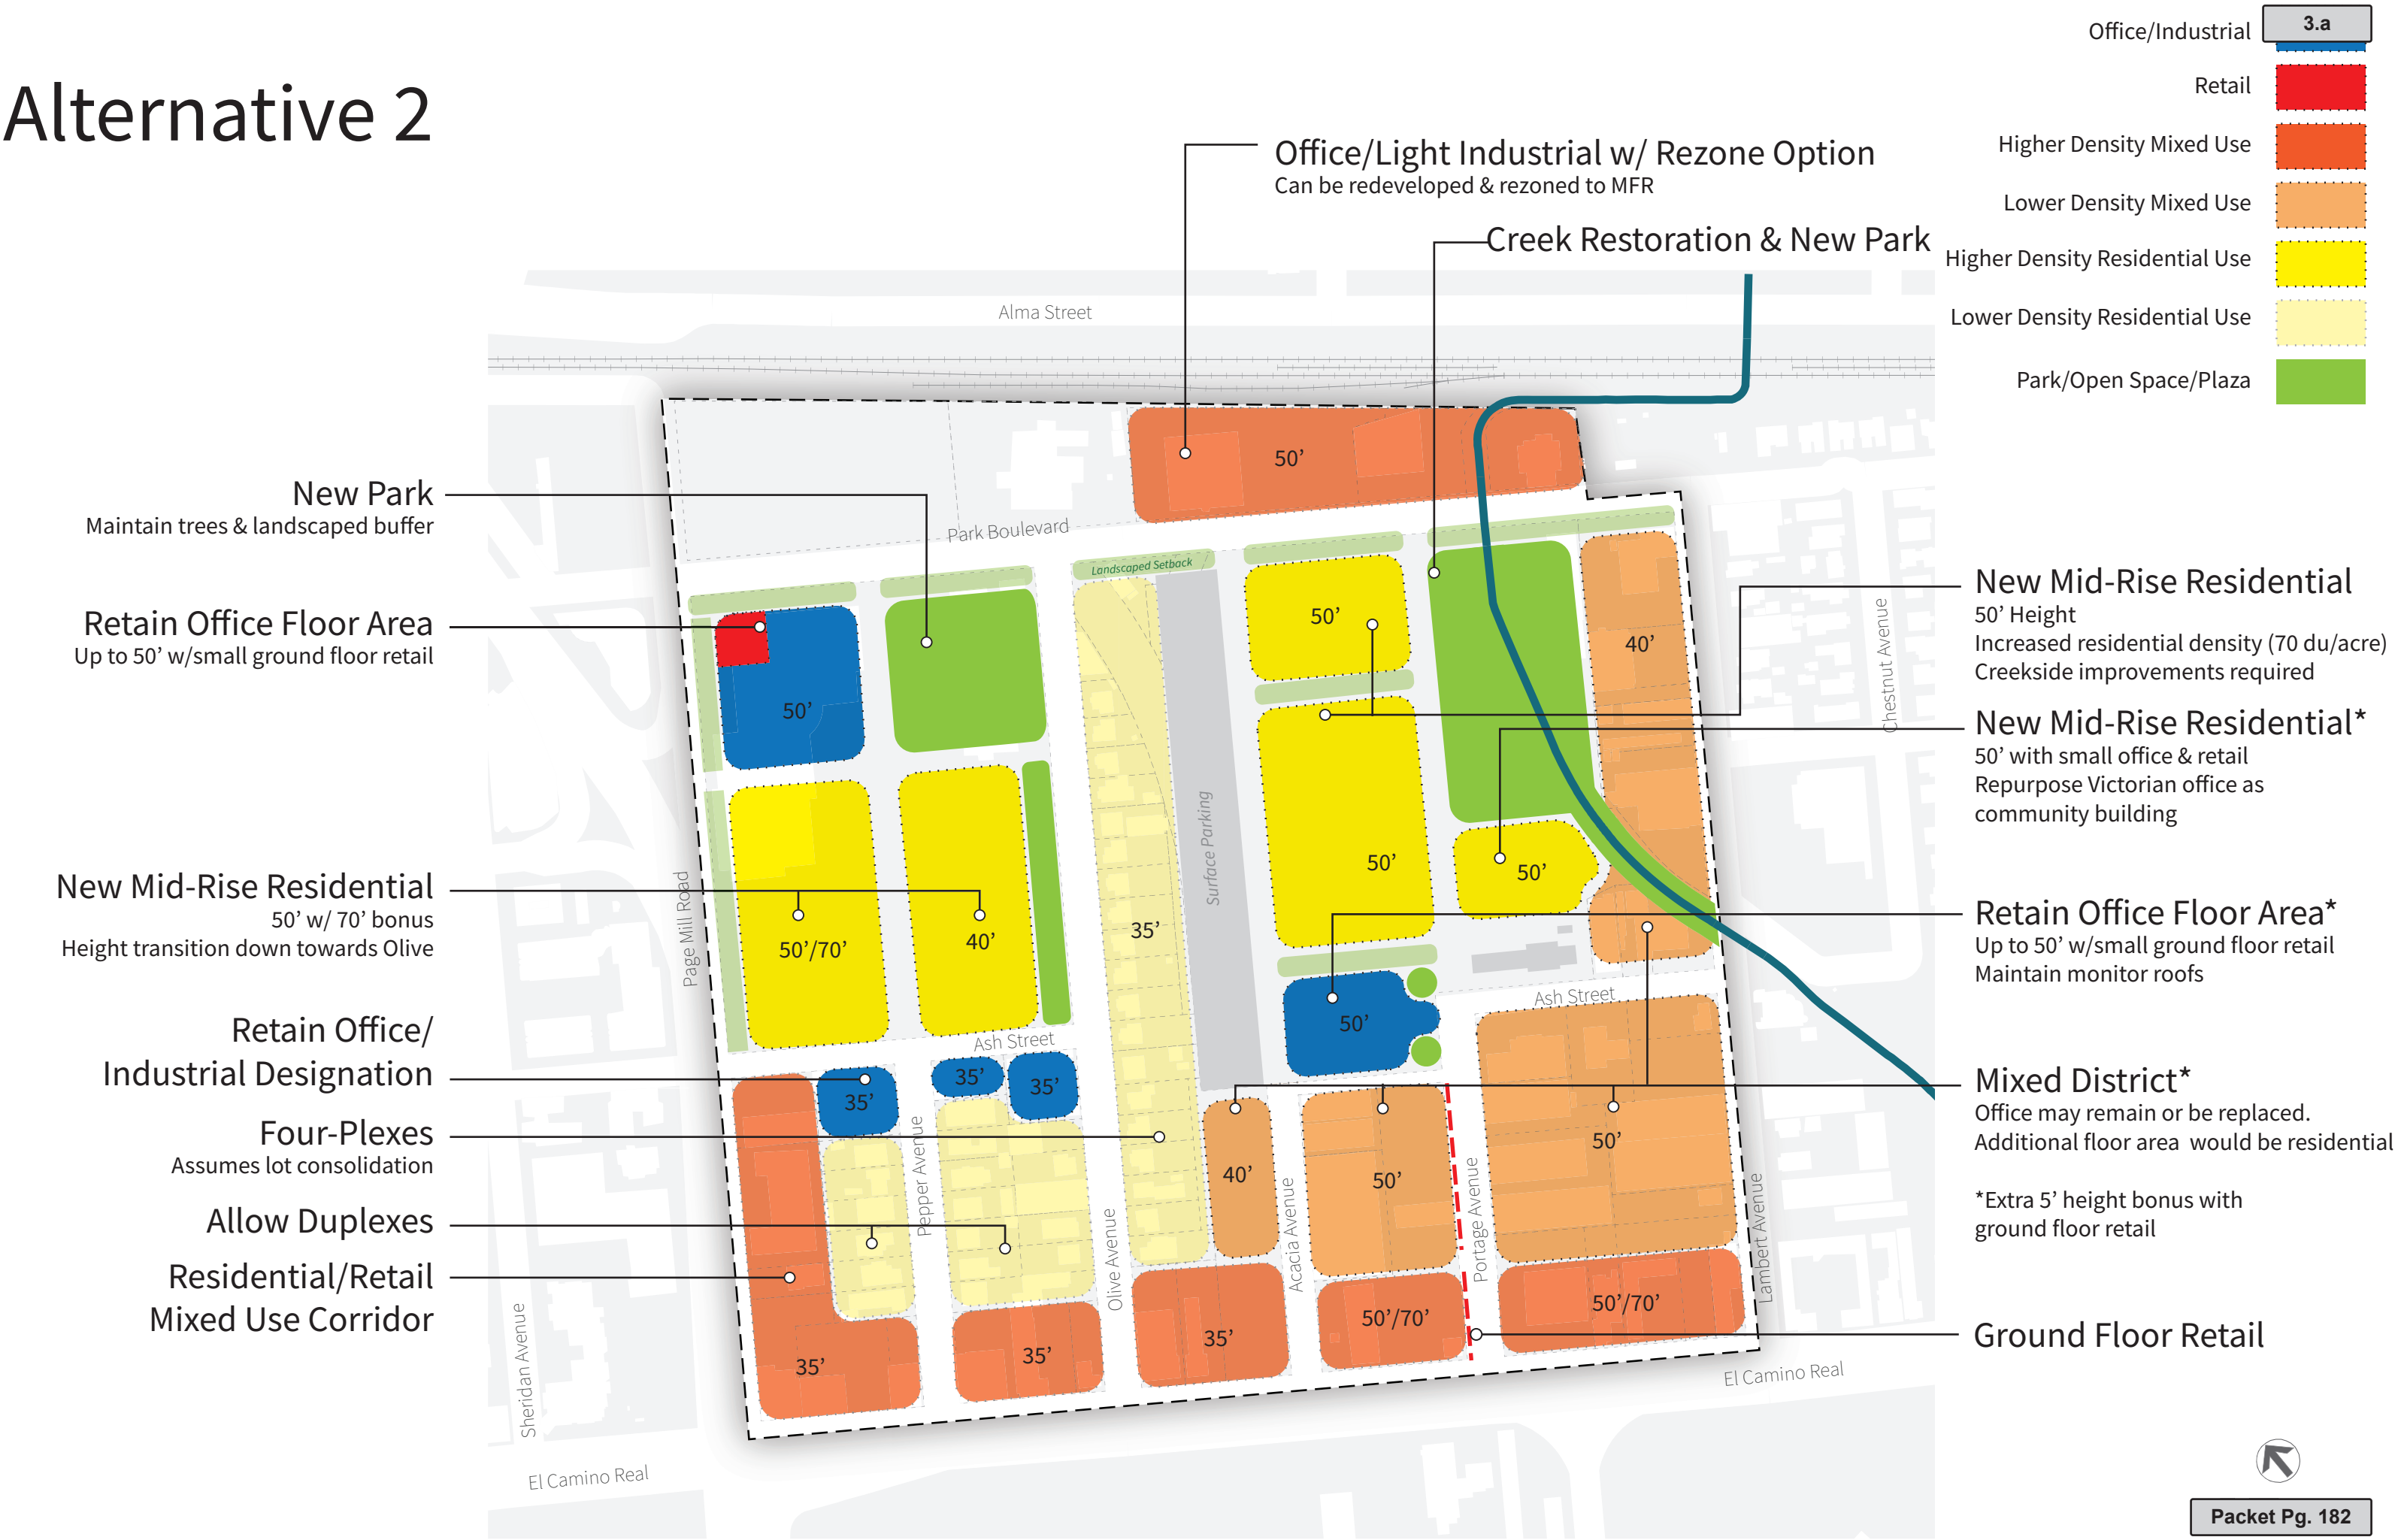 Alternative 2
3.a
Office/Industrial
Retail
Higher Density Mixed Use
Lower Density Mixed Use
Higher Density Residential Use
Lower Density Residential Use
Park/Open Space/Plaza
Office/Light Industrial w/ Rezone Option
Can be redeveloped & rezoned to MFR
Creek Restoration & New Park
New Park
Maintain trees & landscaped buffer
Retain Office Floor Area
Up to 50’ w/small ground floor retail
New Mid-Rise Residential
50’ w/ 70’ bonus
Height transition down towards Olive
Retain Office/
Industrial Designation
Four-Plexes
Assumes lot consolidation
Allow Duplexes
Residential/Retail
Mixed Use Corridor
Alma Street
50’
Park Boulevard
Landscaped Setback
50’
40’
50’
Chestnut Avenue
Surface Parking
50’
50’
Page Mill Road
50’/70’
40’
35’
Ash Street
Ash Street
50’
35’
35’
35’
Pepper Avenue
Olive Avenue
40’
Acacia Avenue
50’
Portage Avenue
50’
Lambert Avenue
Sheridan Avenue
35’
35’
35’
50’/70’
50’/70’
El Camino Real
El Camino Real
New Mid-Rise Residential
50’ Height
Increased residential density (70 du/acre)
Creekside improvements required
New Mid-Rise Residential*
50’ with small office & retail
Repurpose Victorian office as
community building
Retain Office Floor Area*
Up to 50’ w/small ground floor retail
Maintain monitor roofs
Mixed District*
Office may remain or be replaced.
Additional floor area would be residential
*Extra 5’ height bonus with
ground floor retail
Ground Floor Retail
Packet Pg. 182